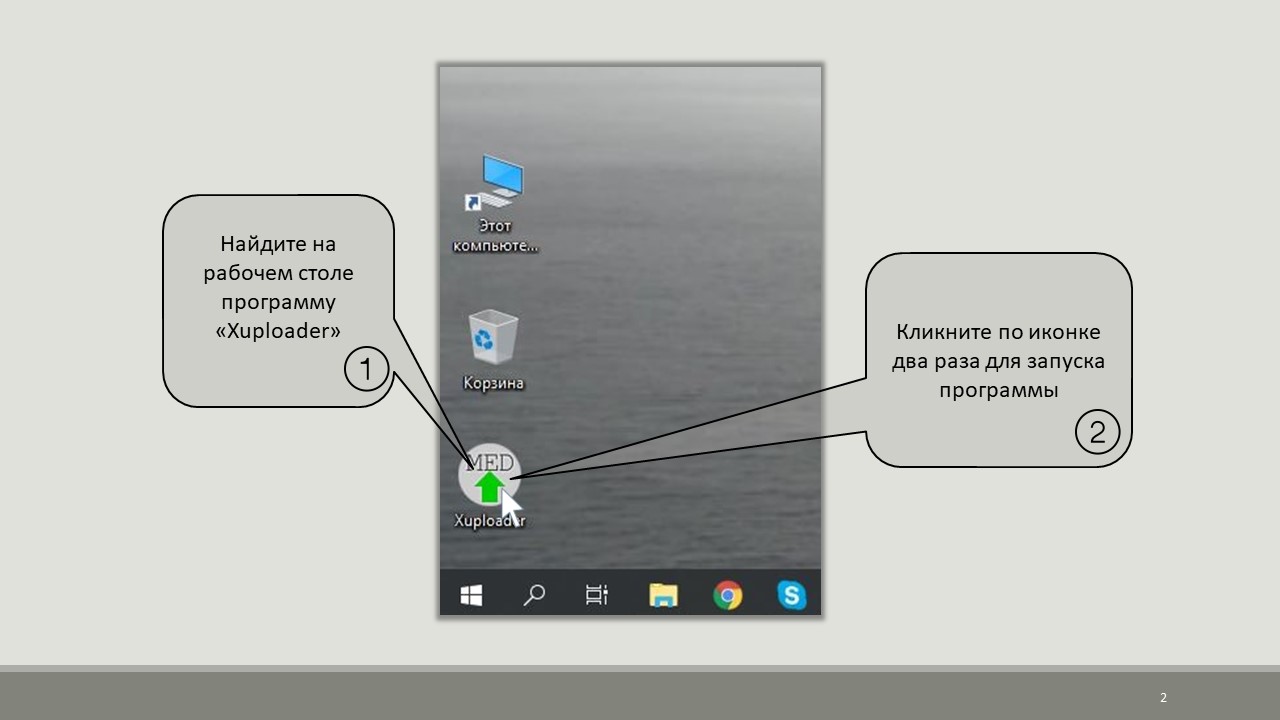 Найдите на
рабочем столе
программу
«Xuploader»
1
Этот
компьюте...
Корзина
MED
Xuploader
Кликните по иконке
два раза для запуска
программы
2
S
2